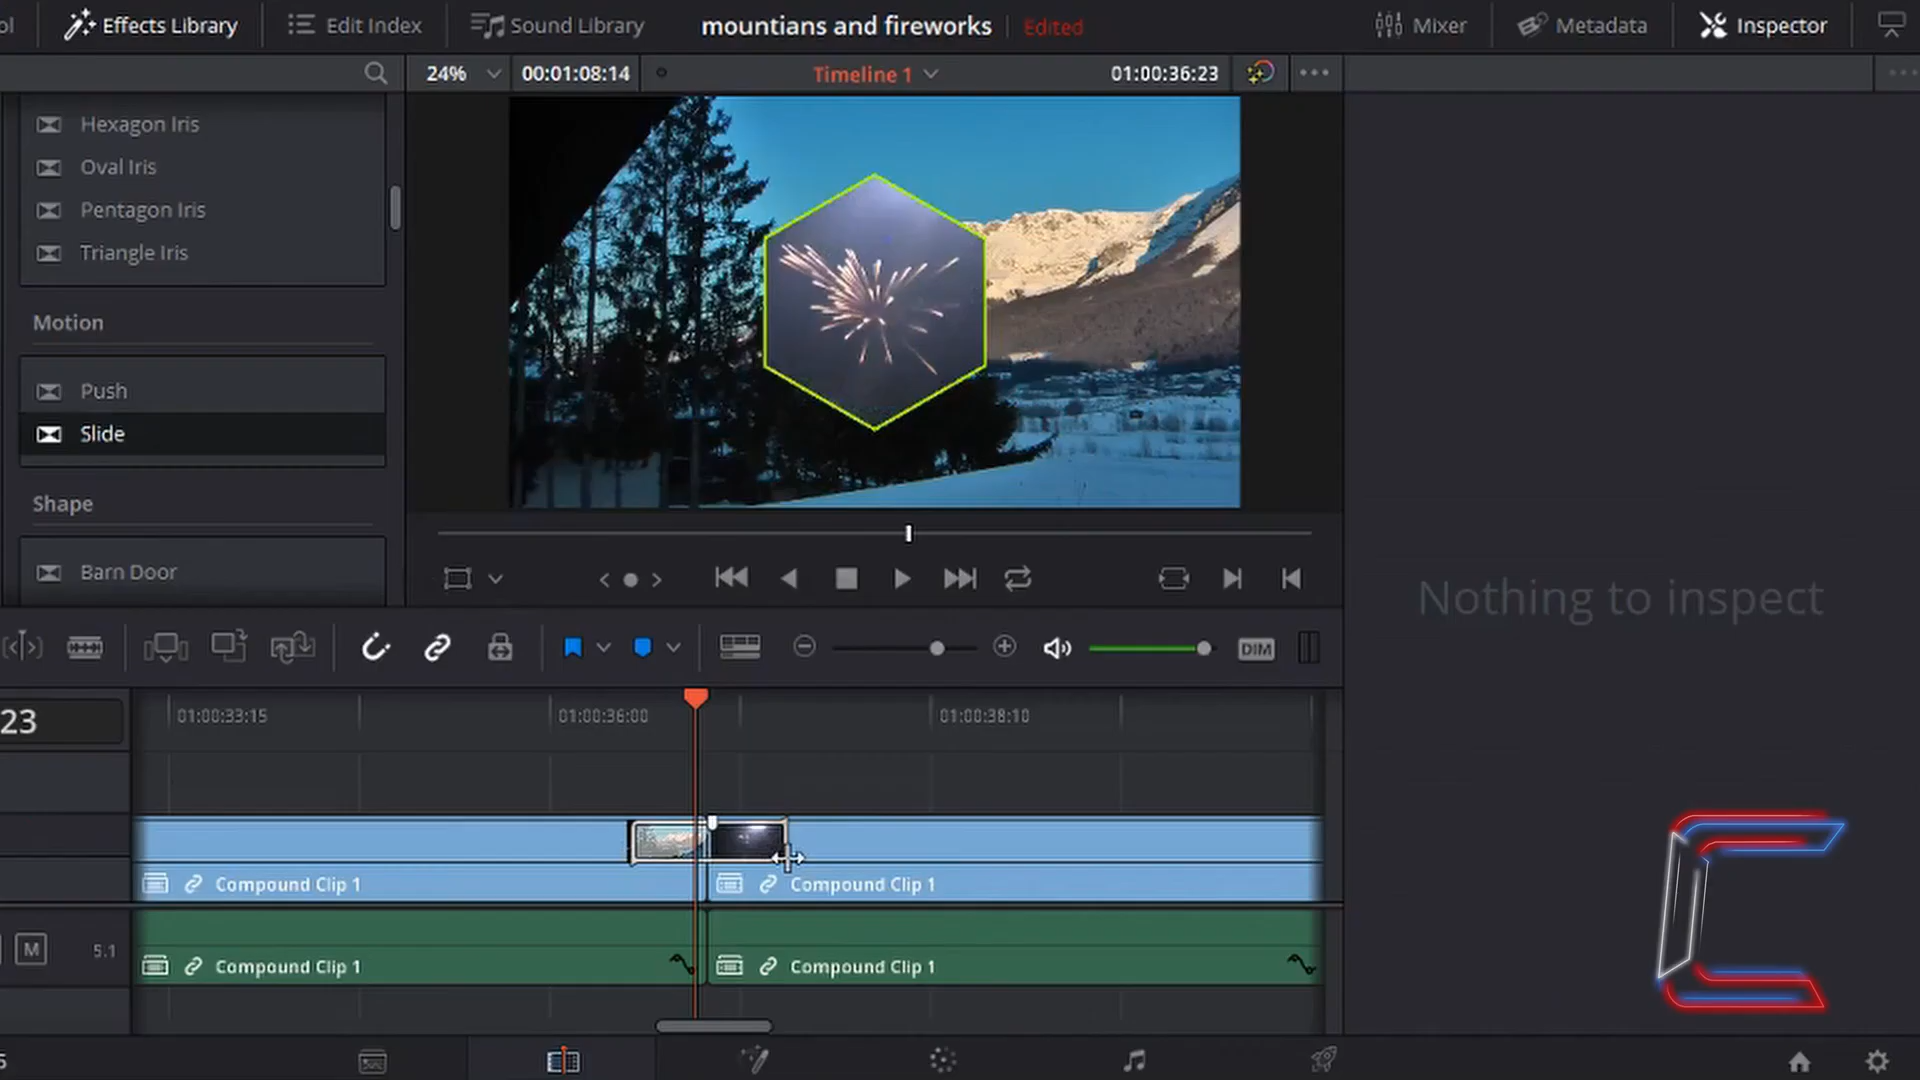 ol
Effects Library
Edit Index
Sound Library
mountians and fireworks
Edited
Mixer
Metadata
Inspector
24%
00:01:08:14
Timeline 1
01:00:36:23
Hexagon Iris
Oval Iris
Pentagon Iris
Triangle Iris
Motion
Push
Slide
Shape
Barn Door
Nothing to inspect
DIM
23
01:00:33:15
01:00:36:00
01:00:38:10
Compound Clip 1
Compound Clip 1
M
5.1
Compound Clip 1
Compound Clip 1